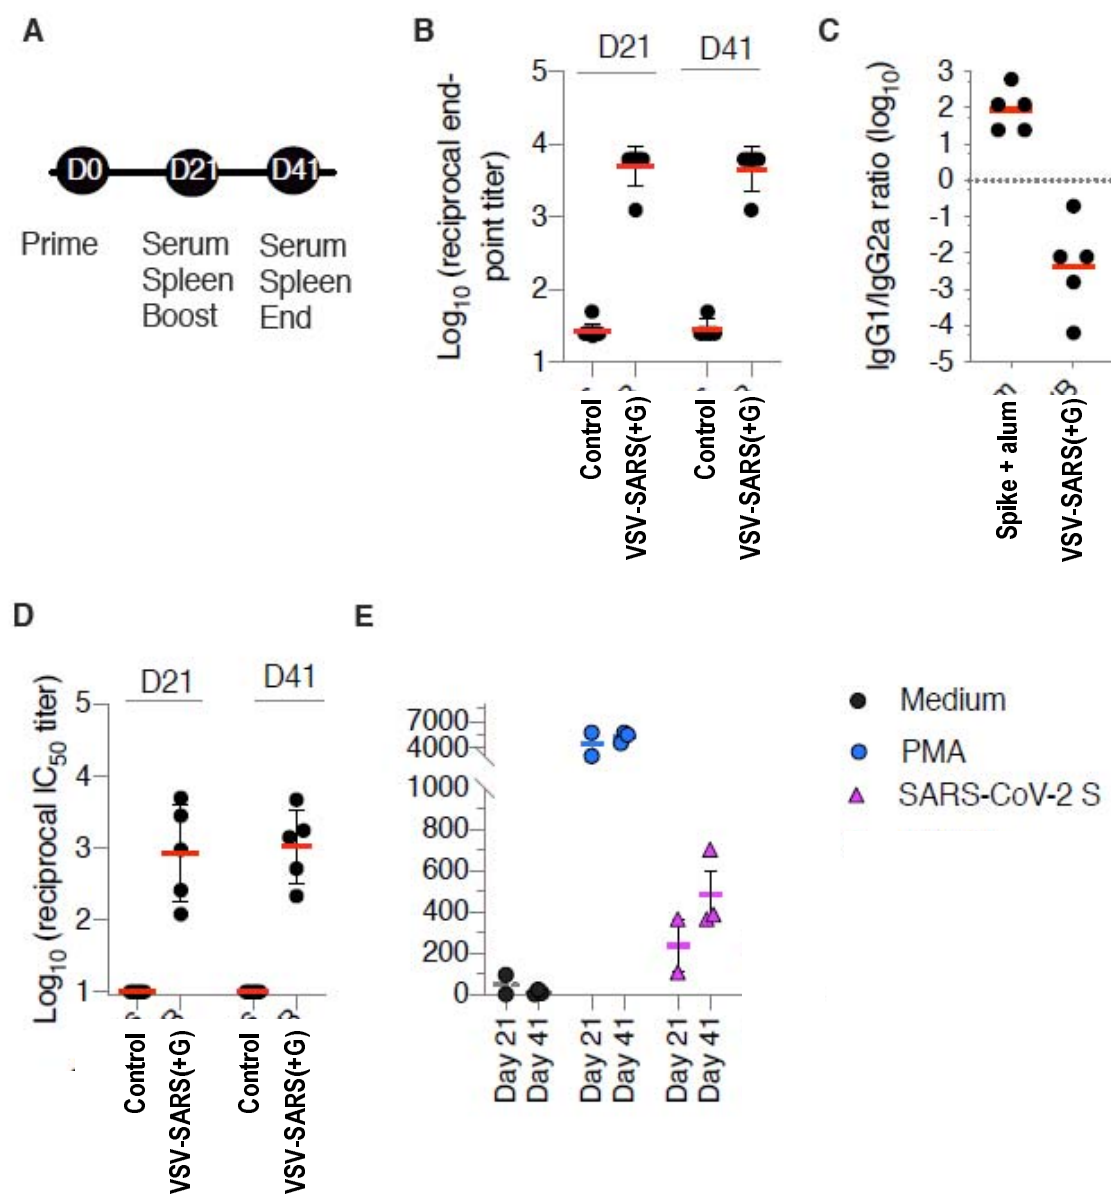 A
D0
D21
D41
Prime
Serum
Spleen
Boost
Serum
Spleen
End
B
D21
D41
Log10 (reciprocal end-
point titer)
5
4
3
2
1
Control
VSV-SARS(+G)
Control
VSV-SARS(+G)
C
IgG1/IgG2a ratio (log10)
3
2
1
0
-1
-2
-3
-4
-5
Spike + alum
VSV-SARS(+G)
D
D21
D41
Log10 (reciprocal IC50 titer)
5
4
3
2
1
Control
VSV-SARS(+G)
Control
VSV-SARS(+G)
E
7000
4000
1000
800
600
400
200
0
Day 21
Day 41
Day 21
Day 41
Day 21
Day 41
Medium
PMA
SARS-CoV-2 S